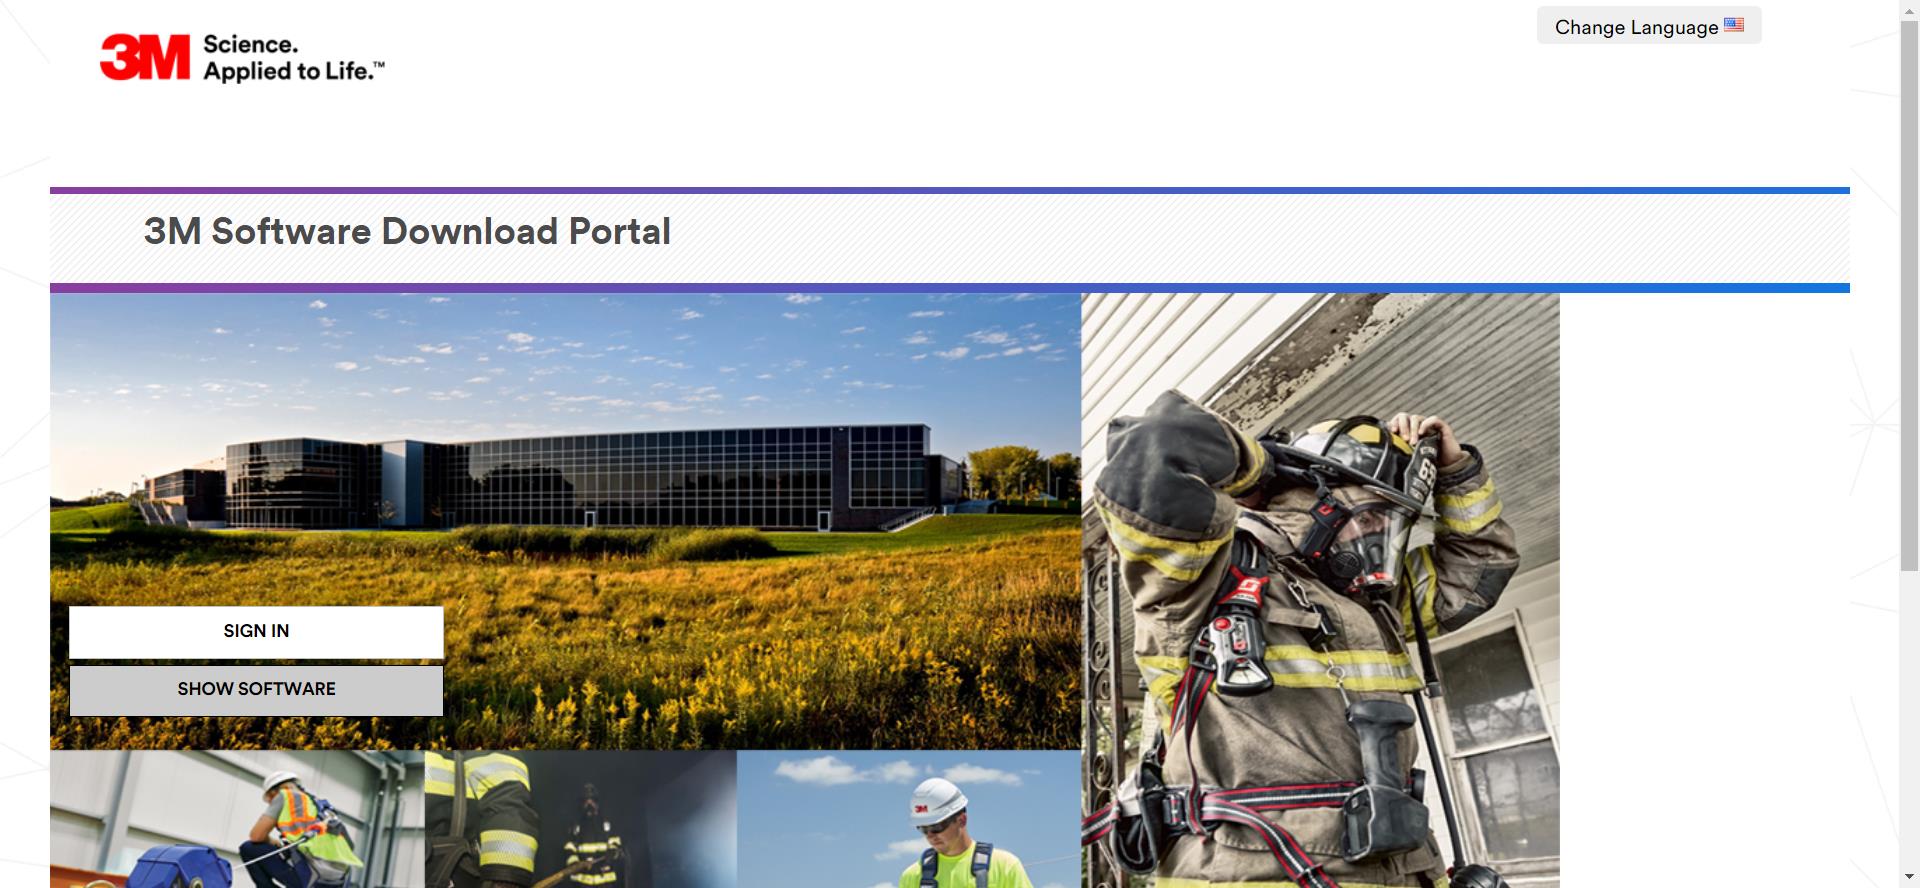 3M Science.
Applied to Life.™
Change Language
3M Software Download Portal
SIGN IN
SHOW SOFTWARE
3M